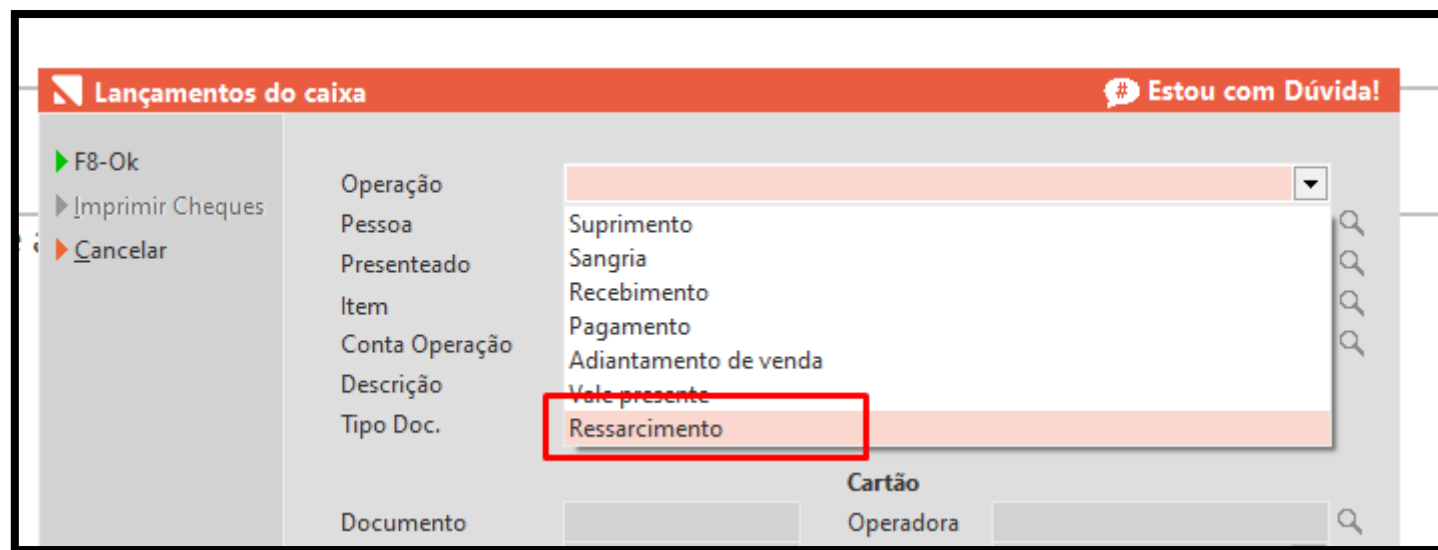 Lançamentos do caixa
# Estou com Dúvida!
F8-Ok
Imprimir Cheques
Cancelar
Operação
Pessoa
Presenteado
Item
Conta Operação
Descrição
Tipo Doc.
Suprimento
Sangria
Recebimento
Pagamento
Adiantamento de venda
Vale presente
Ressarcimento
Cartão
Documento
Operadora